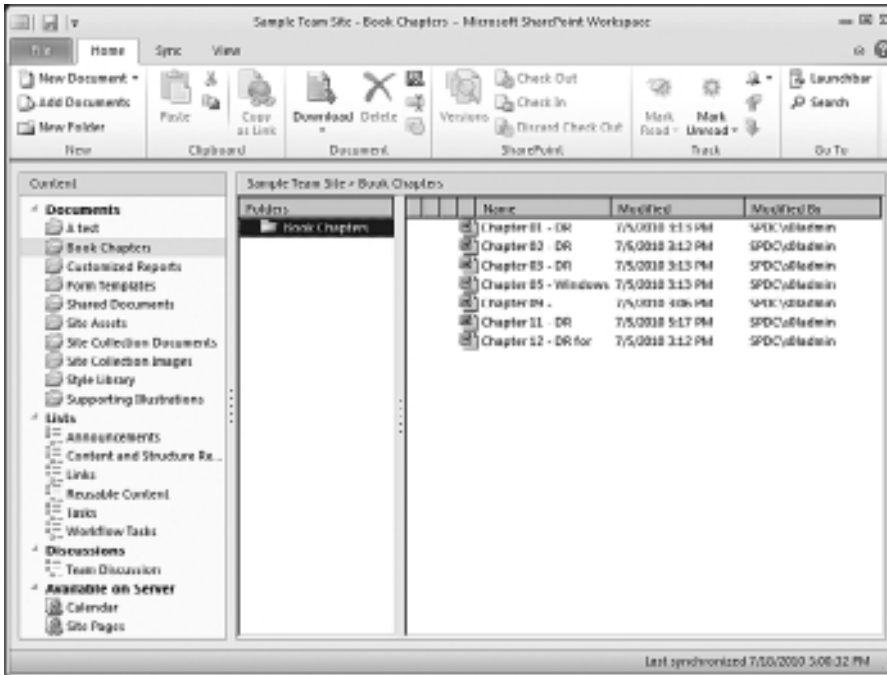 Sample Team Site - Book Chapters - Microsoft SharePoint Workspace
File Home Sync View
New Document
Add Documents
New Folder
New
Paste
Copy as Link
Clipboard
Download Delete
Document
Versions
Check Out
Check In
Discard Check Out
SharePoint
Mark Read
Mark Unread
Track
Launchbar
Search
Go To
Content
Documents
A test
Book Chapters
Customized Reports
Form Templates
Shared Documents
Site Assets
Site Collection Documents
Site Collection Images
Style Library
Supporting Illustrations
Lists
Announcements
Content and Structure Re...
Links
Reusable Content
Tasks
Workflow Tasks
Discussions
Team Discussion
Available on Server
Calendar
Site Pages
Sample Team Site › Book Chapters
Folders
Book Chapters
Name Modified Modified By
Chapter 01 - DR 7/5/2010 PM
Chapter 02 - DR 7/5/2010 3:12 PM
Chapter 03 - DR 7/5/2010 3:13 PM
Chapter 05 - Windows 7/5/2010 3:13 PM
Chapter 09 - 7/5/2010 PM
Chapter 11 - DR 7/5/2010 5:17 PM
Chapter 12 - DR for 7/5/2010 3:12 PM
Last synchronized PM